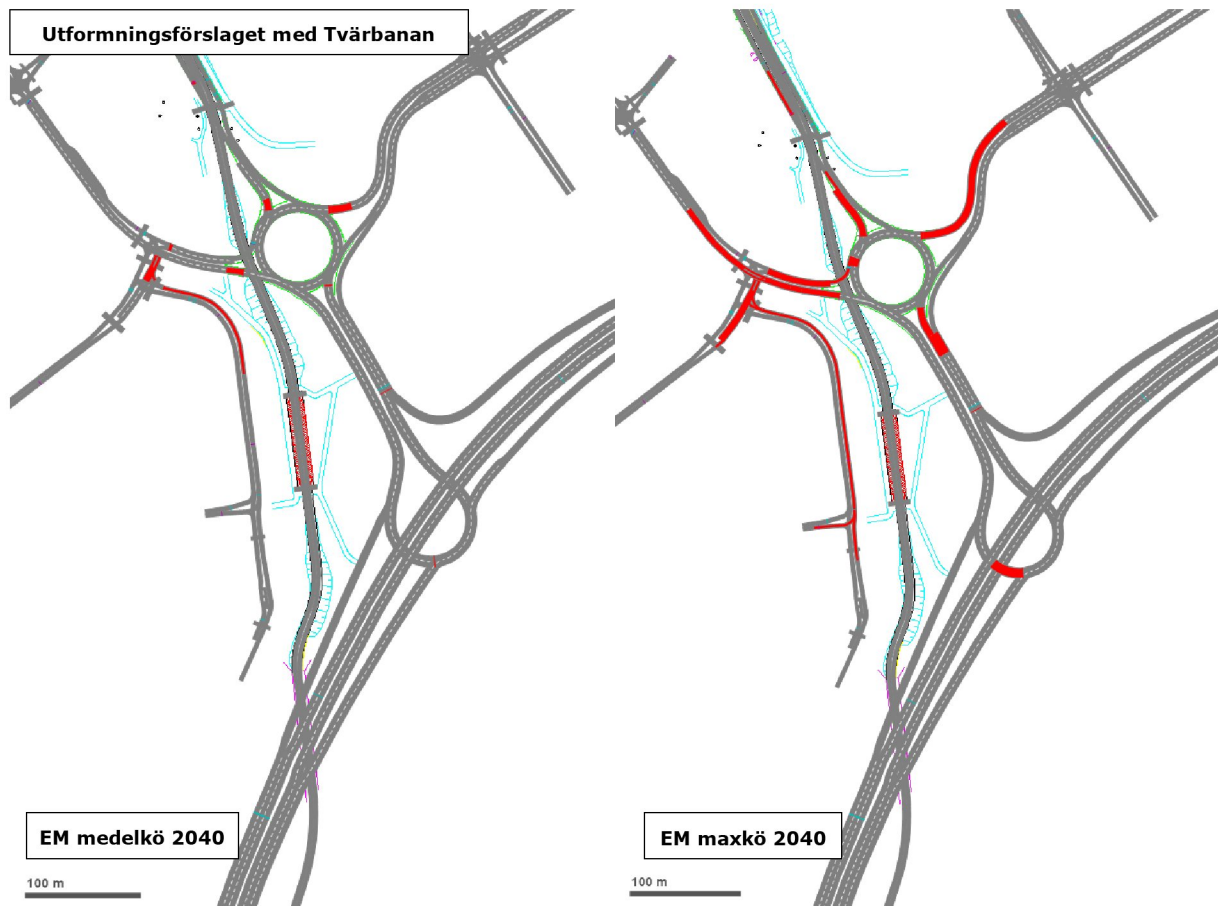 Utformningsförslaget med Tvärbanan
EM medelkö 2040
EM maxkö 2040
100 m
100 m